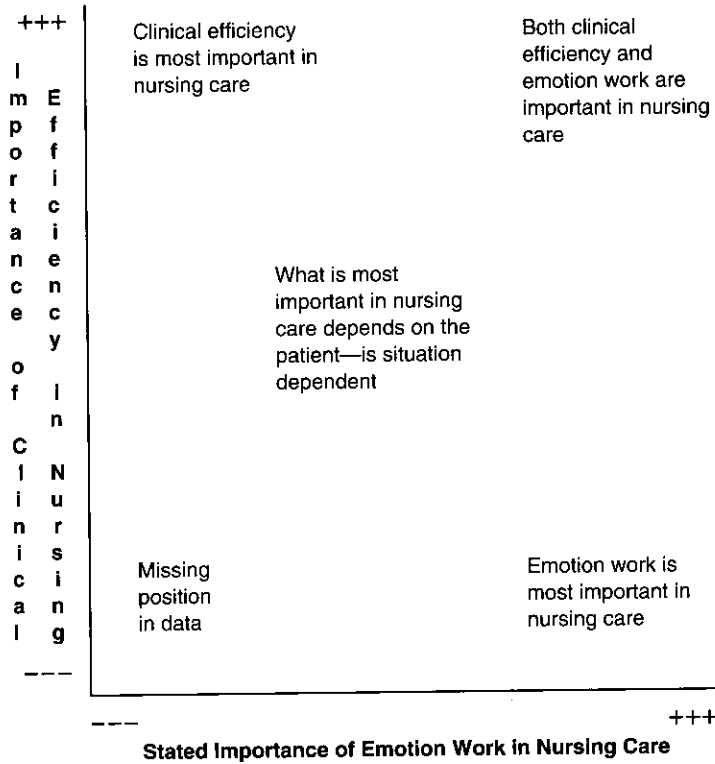 +++
Importance of Clinical
Efficiency In Nursing
---
Clinical efficiency
is most important in
nursing care
Both clinical
efficiency and
emotion work are
important in nursing
care
What is most
important in nursing
care depends on the
patient—is situation
dependent
Missing
position
in data
Emotion work is
most important in
nursing care
---
+++
Stated Importance of Emotion Work in Nursing Care